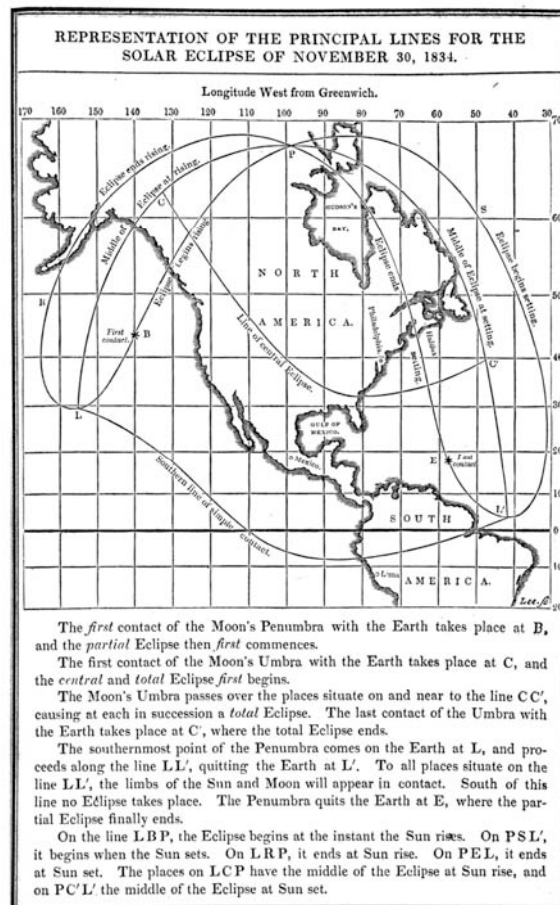 REPRESENTATION OF THE PRINCIPAL LINES FOR THE
SOLAR ECLIPSE OF NOVEMBER 30, 1834.
Longitude West from Greenwich.
170 160 150 140 130 120 110 100 90 80 70 60 50 40 30
70
60
50
40
30
20
10
0
10
20
Eclipse ends rising.
Middle of Eclipse at rising.
Eclipse begins rising
P
C
R
First contact.
B
L
HUDSON'S
BAY.
NORTH
AMERICA.
Line of central Eclipse.
Eclipse ends setting.
Middle of Eclipse at setting.
Eclipse begins setting.
S
Philadelphia.
Halifax
C'
GULF OF
MEXICO.
Mexico.
E
Last
contact
Southern line of simple contact.
L'
SOUTH
AMERICA.
Lima
The first contact of the Moon's Penumbra with the Earth takes place at B,
and the partial Eclipse then first commences.
The first contact of the Moon's Umbra with the Earth takes place at C, and
the central and total Eclipse first begins.
The Moon's Umbra passes over the places situate on and near to the line CC',
causing at each in succession a total Eclipse. The last contact of the Umbra with
the Earth takes place at C', where the total Eclipse ends.
The southernmost point of the Penumbra comes on the Earth at L, and pro-
ceeds along the line LL', quitting the Earth at L'. To all places situate on the
line LL', the limbs of the Sun and Moon will appear in contact. South of this
line no Eclipse takes place. The Penumbra quits the Earth at E, where the par-
tial Eclipse finally ends.
On the line LBP, the Eclipse begins at the instant the Sun rises. On PSL',
it begins when the Sun sets. On LRP, it ends at Sun rise. On PEL, it ends
at Sun set. The places on LCP have the middle of the Eclipse at Sun rise, and
on PC'L' the middle of the Eclipse at Sun set.